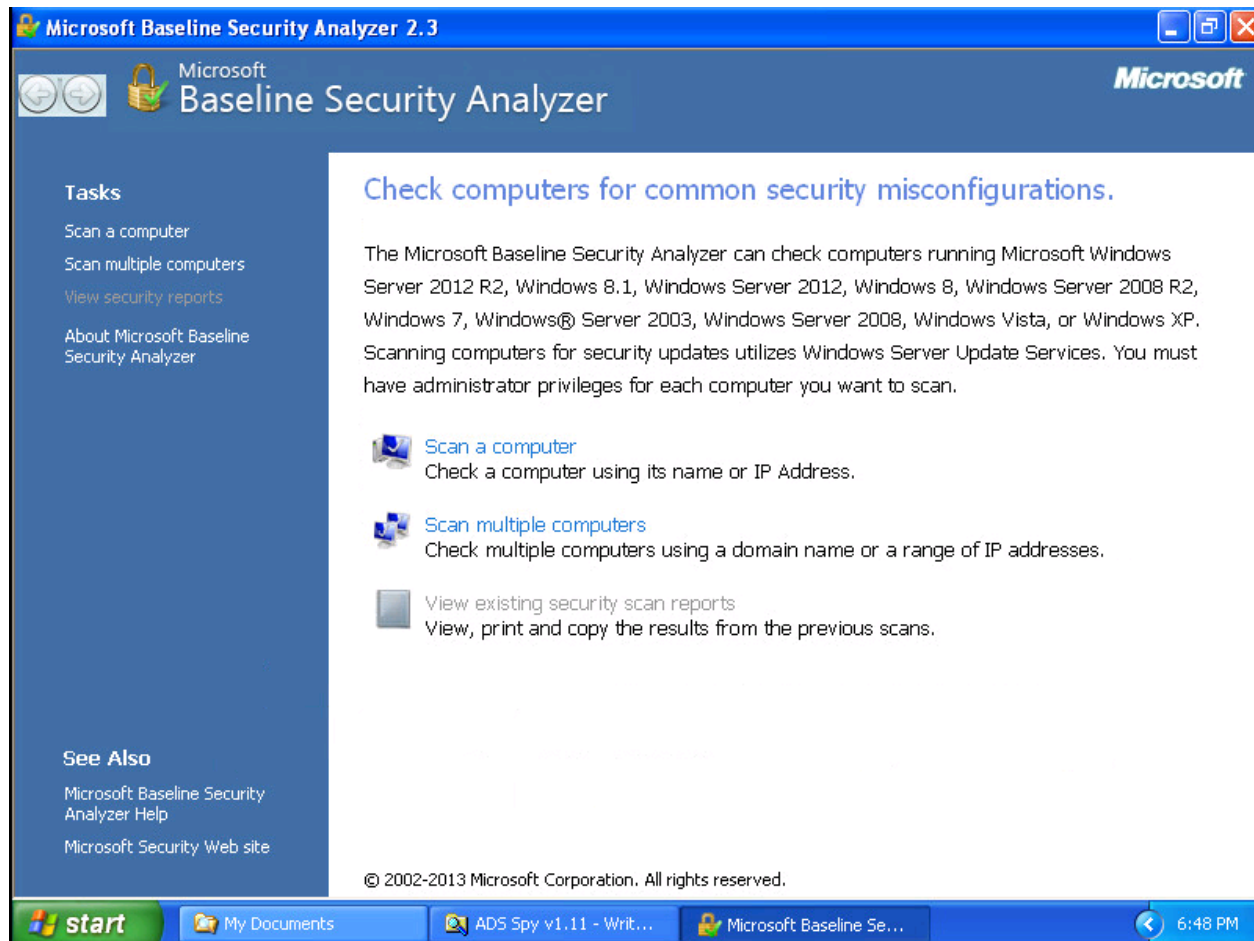 Microsoft Baseline Security Analyzer 2.3
Microsoft
Baseline Security Analyzer
Microsoft
Tasks
Scan a computer
Scan multiple computers
View security reports
About Microsoft Baseline
Security Analyzer
Check computers for common security misconfigurations.
The Microsoft Baseline Security Analyzer can check computers running Microsoft Windows
Server 2012 R2, Windows 8.1, Windows Server 2012, Windows 8, Windows Server 2008 R2,
Windows 7, Windows® Server 2003, Windows Server 2008, Windows Vista, or Windows XP.
Scanning computers for security updates utilizes Windows Server Update Services. You must
have administrator privileges for each computer you want to scan.
Scan a computer
Check a computer using its name or IP Address.
Scan multiple computers
Check multiple computers using a domain name or a range of IP addresses.
View existing security scan reports
View, print and copy the results from the previous scans.
See Also
Microsoft Baseline Security
Analyzer Help
Microsoft Security Web site
© 2002-2013 Microsoft Corporation. All rights reserved.
start
My Documents
ADS Spy v1.11 - Writ...
Microsoft Baseline Se...
6:48 PM